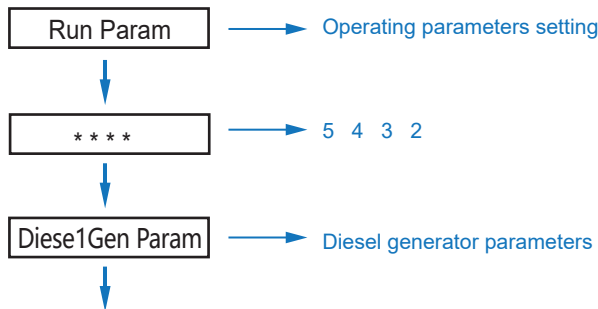 Run Param
Operating parameters setting
* * * *
5 4 3 2
Diese1Gen Param
Diesel generator parameters